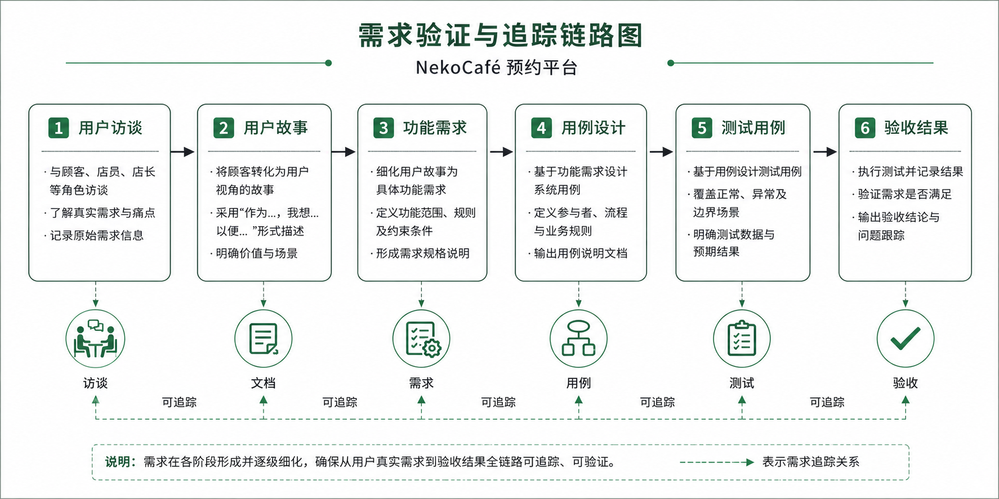 需求验证与追踪链路图
NekoCafé 预约平台
1 用户访谈
· 与顾客、店员、店长
等角色访谈
· 了解真实需求与痛点
· 记录原始需求信息
2 用户故事
· 将顾客转化为用户
视角的故事
· 采用“作为...，我想...
以便... ”形式描述
· 明确价值与场景
3 功能需求
· 细化用户故事为
具体功能需求
· 定义功能范围、规则
及约束条件
· 形成需求规格说明
4 用例设计
· 基于功能需求设计
系统用例
· 定义参与者、流程
与业务规则
· 输出用例说明文档
5 测试用例
· 基于用例设计测试用例
· 覆盖正常、异常及
边界场景
· 明确测试数据与
预期结果
6 验收结果
· 执行测试并记录结果
· 验证需求是否满足
· 输出验收结论与
问题跟踪
访谈
文档
需求
用例
测试
验收
可追踪
可追踪
可追踪
可追踪
可追踪
说明：需求在各阶段形成并逐级细化，确保从用户真实需求到验收结果全链路可追踪、可验证。
表示需求追踪关系